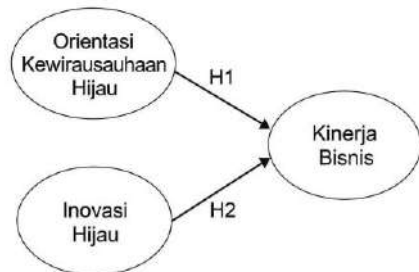 Orientasi
Kewirausauhaan
Hijau
H1
Kinerja
Bisnis
Inovasi
Hijau
H2